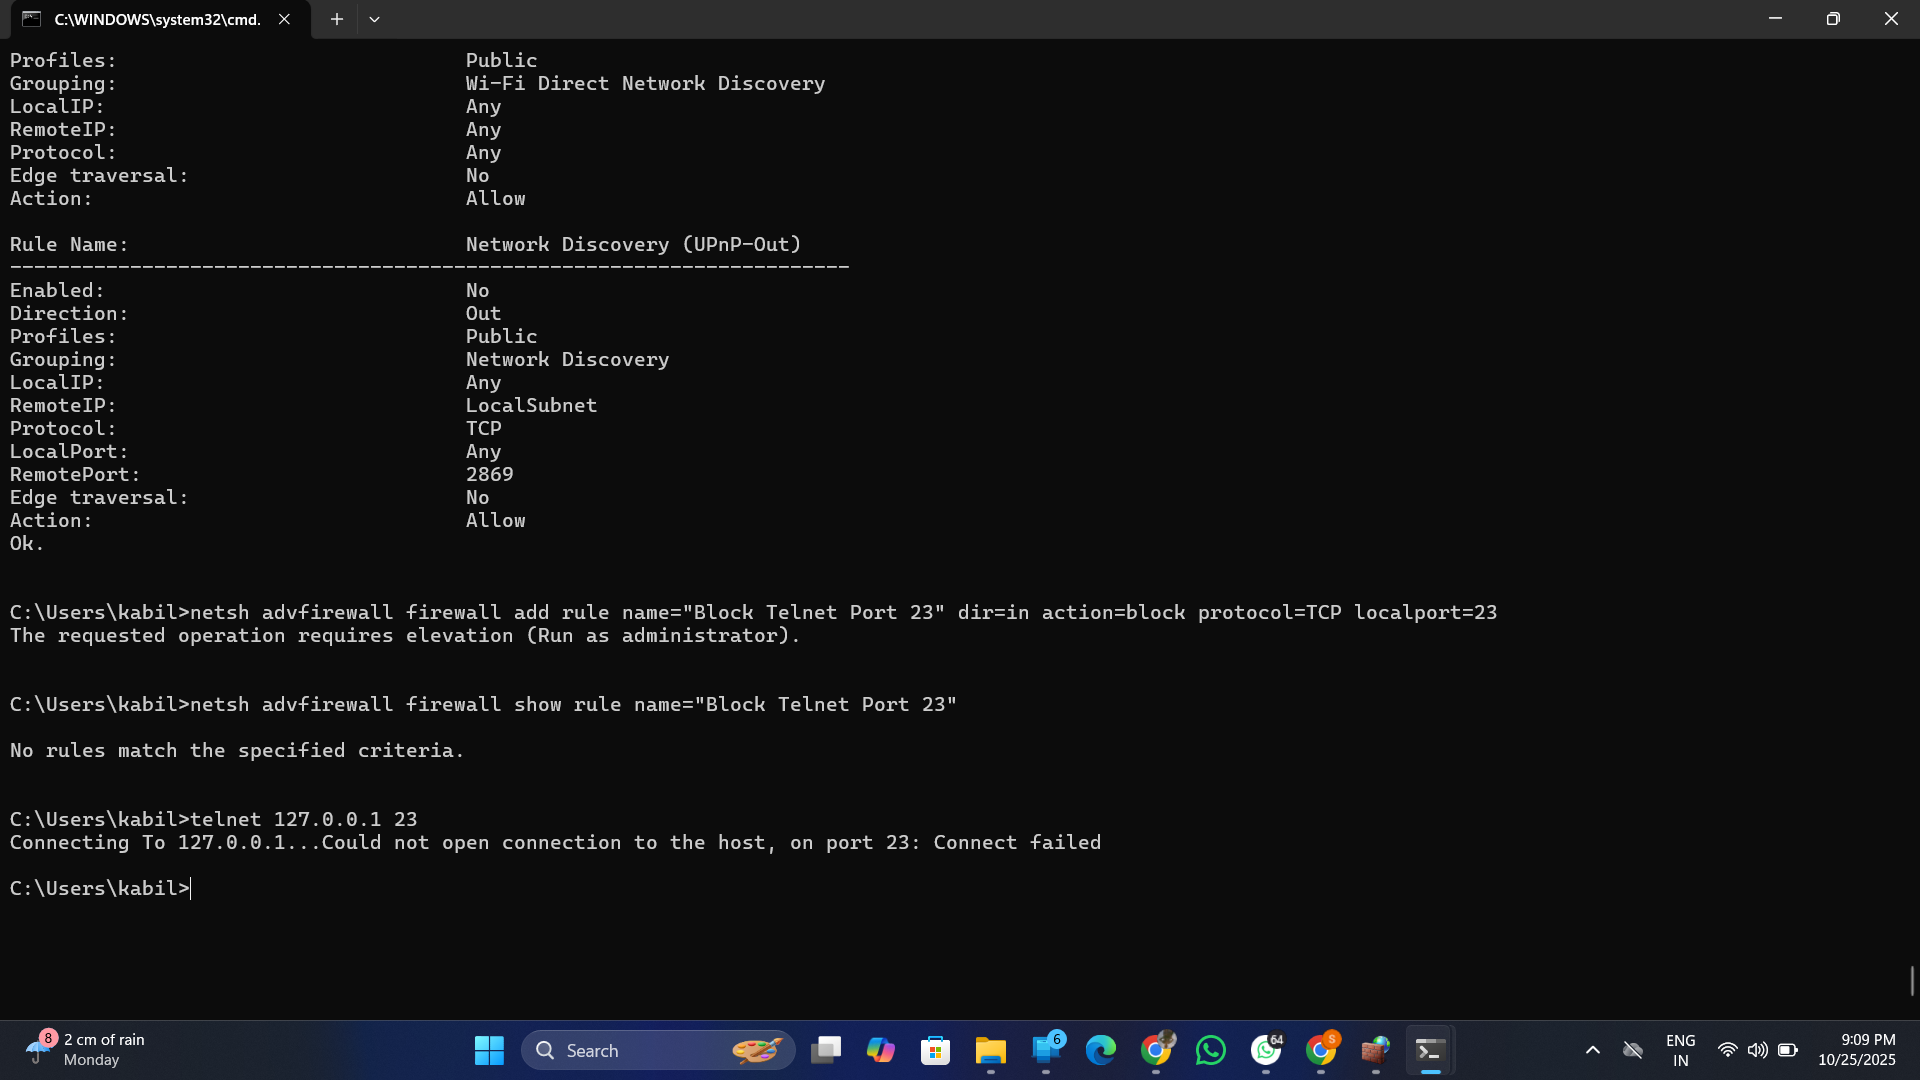 C:\WINDOWS\system32\cmd.
Profiles: Public
Grouping: Wi-Fi Direct Network Discovery
LocalIP: Any
RemoteIP: Any
Protocol: Any
Edge traversal: No
Action: Allow
Rule Name: Network Discovery (UPnP-Out)
----------------------------------------------------------------------
Enabled: No
Direction: Out
Profiles: Public
Grouping: Network Discovery
LocalIP: Any
RemoteIP: LocalSubnet
Protocol: TCP
LocalPort: Any
RemotePort: 2869
Edge traversal: No
Action: Allow
Ok.
C:\Users\kabil>netsh advfirewall firewall add rule name="Block Telnet Port 23" dir=in action=block protocol=TCP localport=23
The requested operation requires elevation (Run as administrator).
C:\Users\kabil>netsh advfirewall firewall show rule name="Block Telnet Port 23"
No rules match the specified criteria.
C:\Users\kabil>telnet 127.0.0.1 23
Connecting To 127.0.0.1...Could not open connection to the host, on port 23: Connect failed
C:\Users\kabil>
8
2 cm of rain
Monday
Search
6
64
S
ENG
IN
9:09 PM
10/25/2025